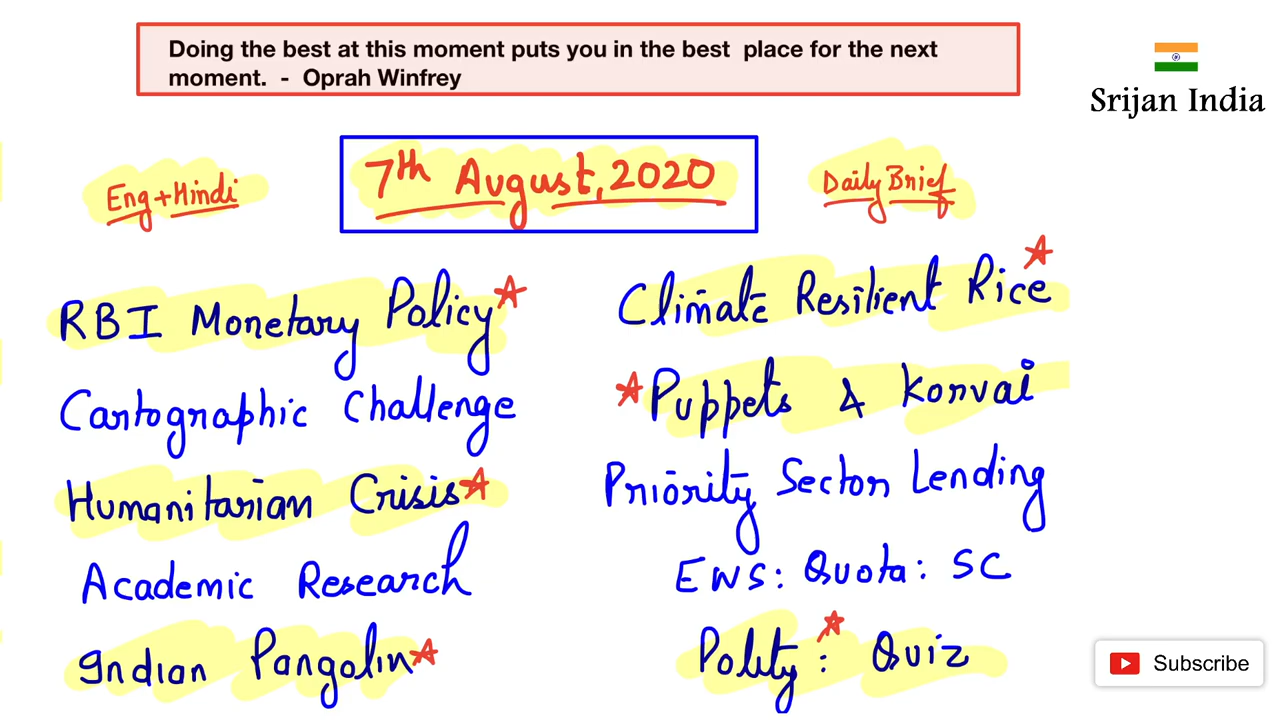 Doing the best at this moment puts you in the best place for the next
moment. - Oprah Winfrey
Srijan India
Eng+Hindi
7th August, 2020
Daily Brief
RBI Monetary Policy
Cartographic Challenge
Humanitarian Crisis
Academic Research
Indian Pangolin
Climate Resilient Rice
Puppets & Korvai
Priority Sector Lending
EWS: Quota: SC
Polity: Quiz
Subscribe